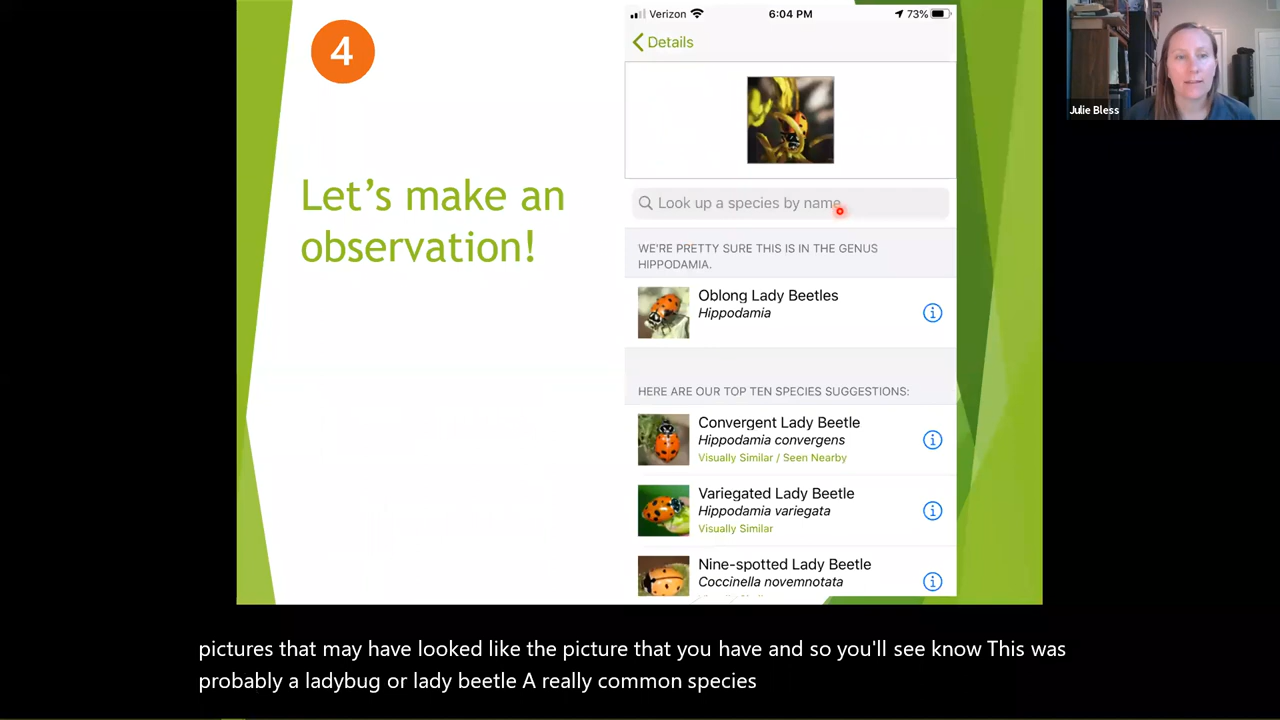 4
Let's make an
observation!
Verizon 6:04 PM 73%
Details
Look up a species by name
WE'RE PRETTY SURE THIS IS IN THE GENUS
HIPPODAMIA.
Oblong Lady Beetles
Hippodamia
HERE ARE OUR TOP TEN SPECIES SUGGESTIONS:
Convergent Lady Beetle
Hippodamia convergens
Visually Similar / Seen Nearby
Variegated Lady Beetle
Hippodamia variegata
Visually Similar
Nine-spotted Lady Beetle
Coccinella novemnotata
Julie Bless
pictures that may have looked like the picture that you have and so you'll see know This was
probably a ladybug or lady beetle A really common species